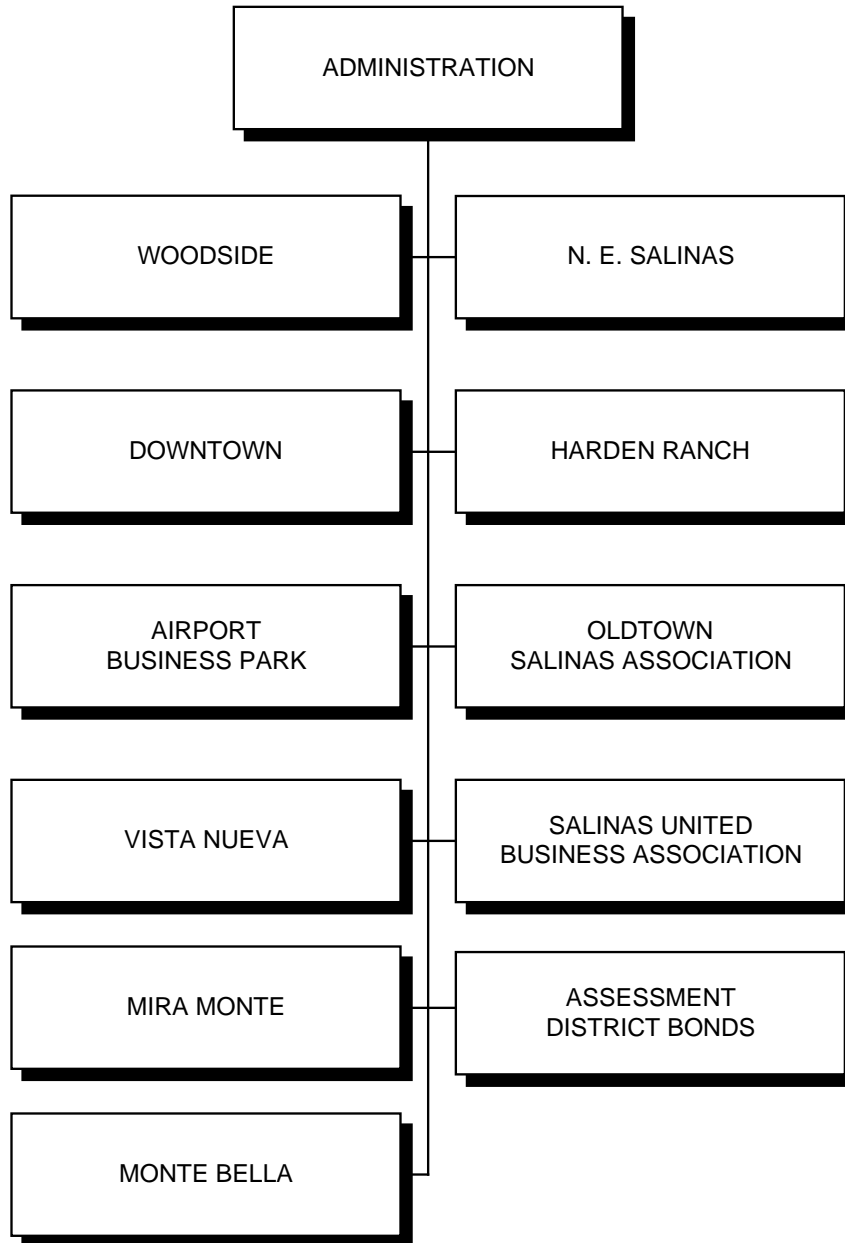 ADMINISTRATION
WOODSIDE
N. E. SALINAS
DOWNTOWN
HARDEN RANCH
AIRPORT
BUSINESS PARK
OLDTOWN
SALINAS ASSOCIATION
VISTA NUEVA
SALINAS UNITED
BUSINESS ASSOCIATION
MIRA MONTE
ASSESSMENT
DISTRICT BONDS
MONTE BELLA